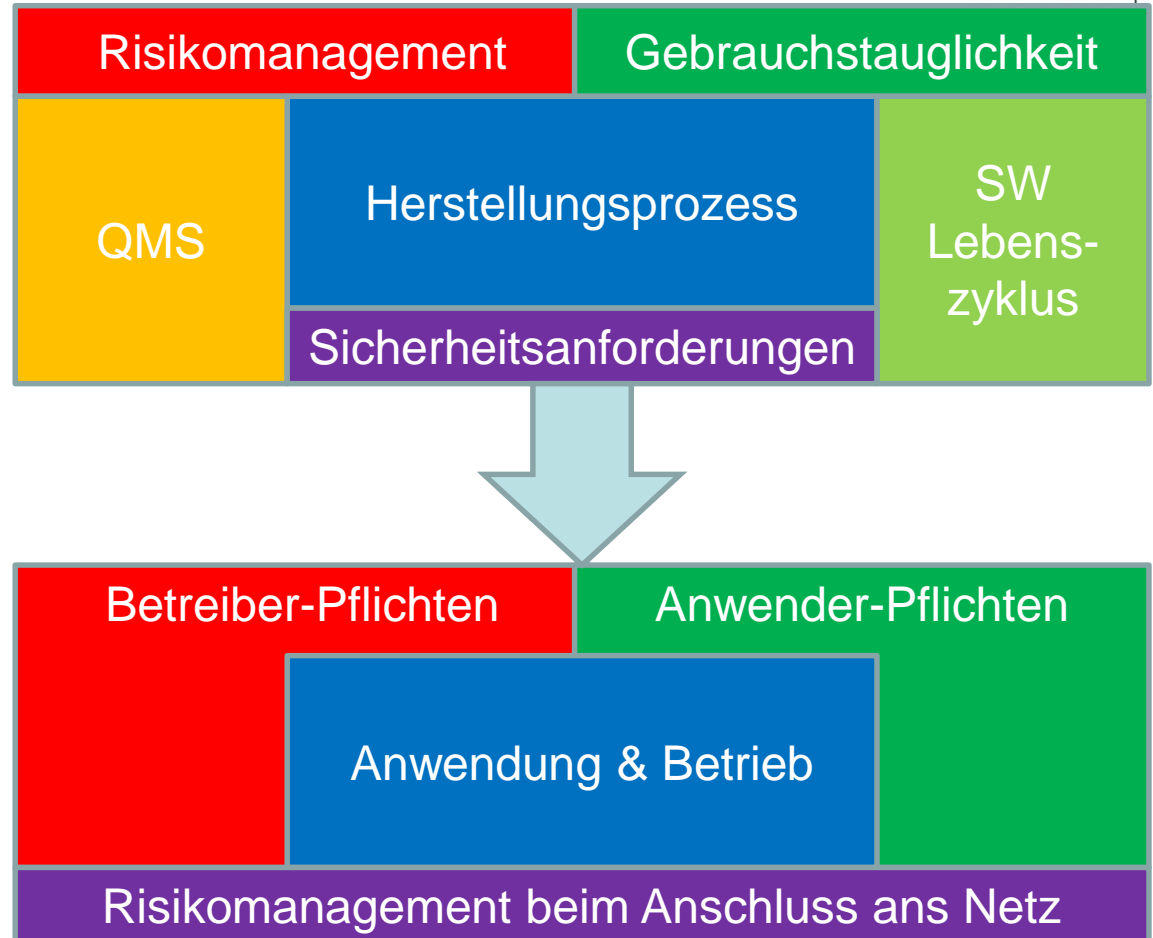 Risikomanagement
Gebrauchstauglichkeit
QMS
Herstellungsprozess
SW
Lebens-
zyklus
Sicherheitsanforderungen
Betreiber-Pflichten
Anwender-Pflichten
Anwendung & Betrieb
Risikomanagement beim Anschluss ans Netz